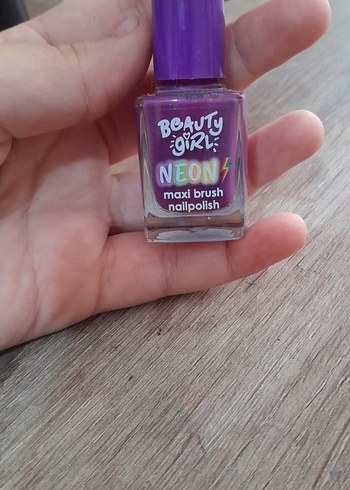 BEAUTY
GiRL
NEON
maxi brush
nailpolish